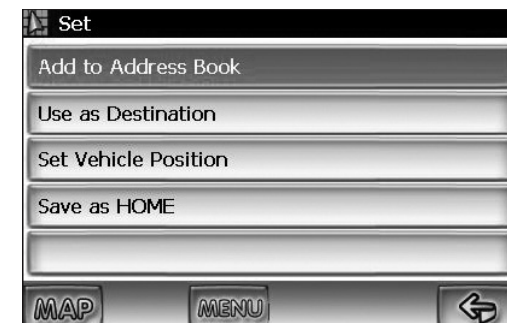 Set
Add to Address Book
Use as Destination
Set Vehicle Position
Save as HOME
MAP MENU